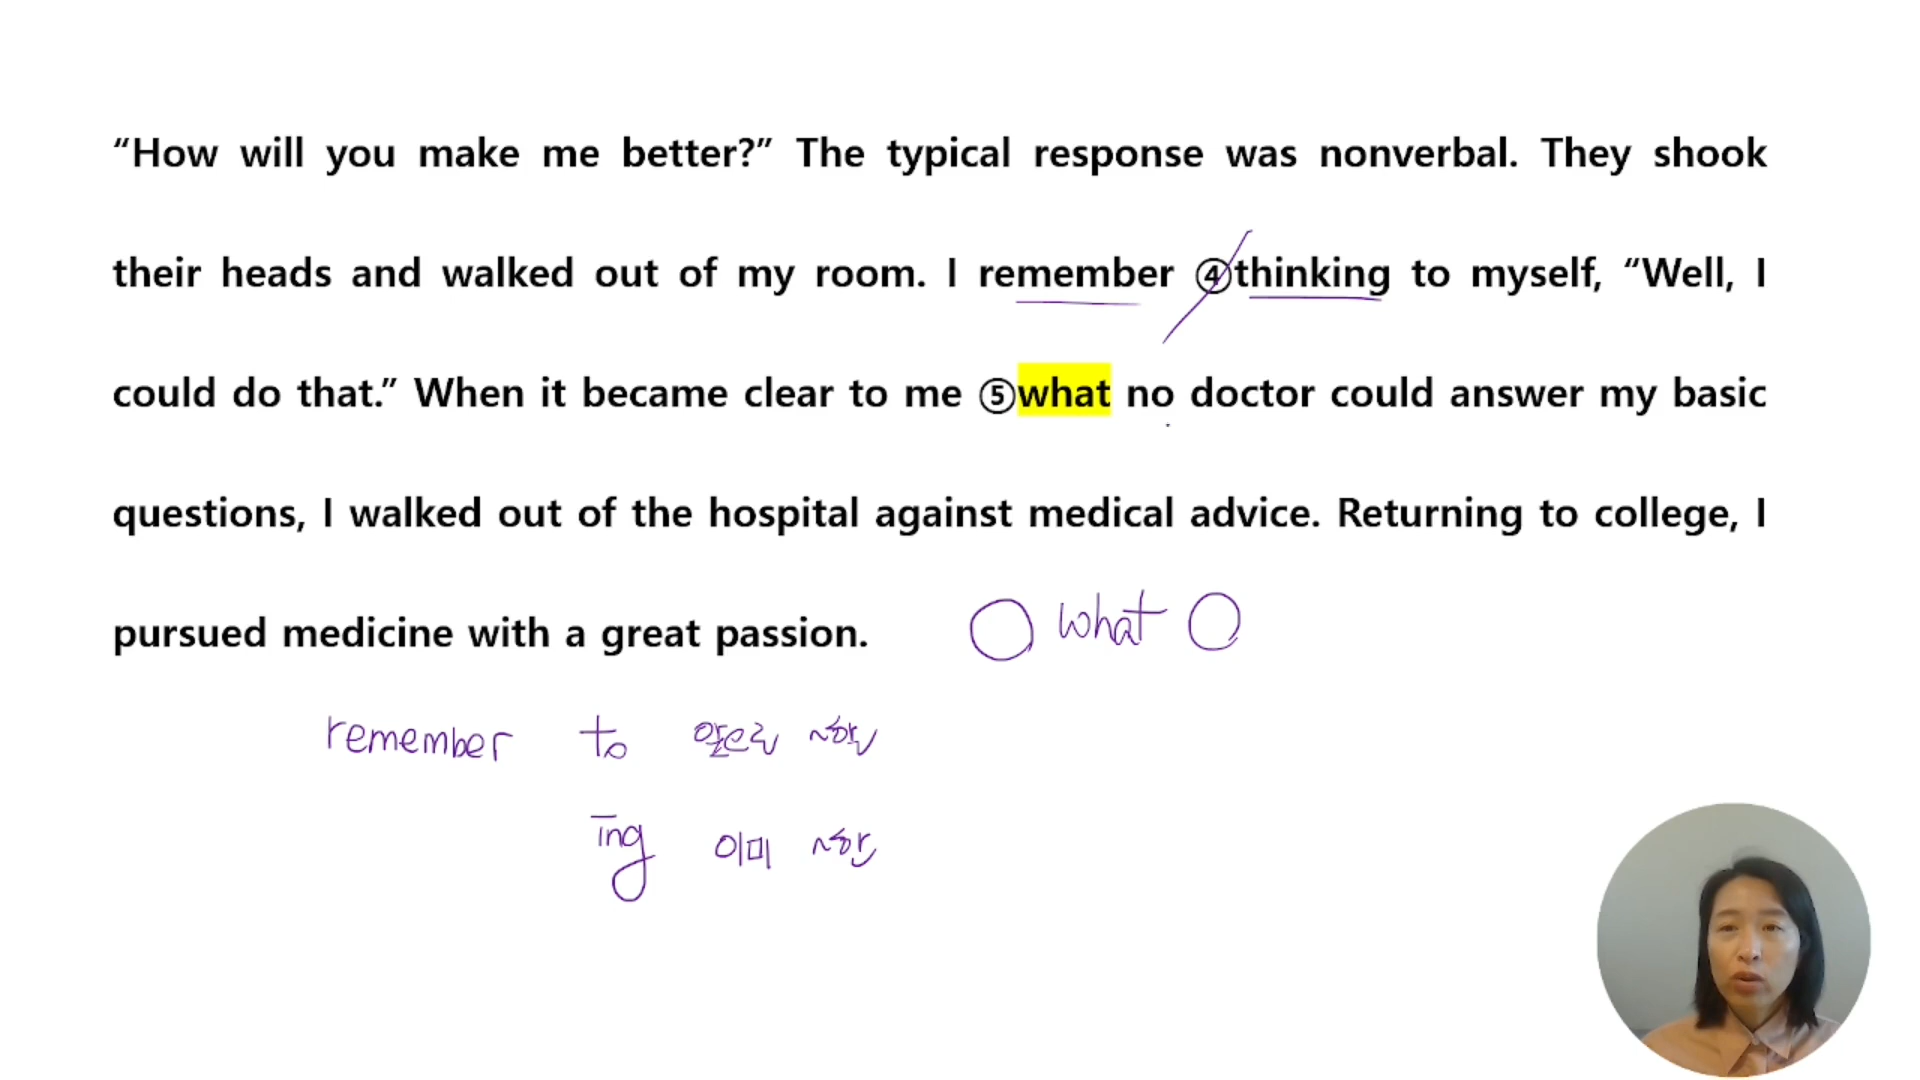 “How will you make me better?” The typical response was nonverbal. They shook
their heads and walked out of my room. I remember ④thinking to myself, “Well, I
could do that.” When it became clear to me ⑤what no doctor could answer my basic
questions, I walked out of the hospital against medical advice. Returning to college, I
pursued medicine with a great passion.
○ what ○
remember to 앞으로 ~할
ing 이미 ~한